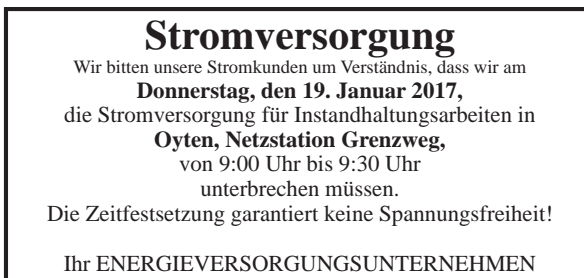 Stromversorgung
Wir bitten unsere Stromkunden um Verständnis, dass wir am
Donnerstag, den 19. Januar 2017,
die Stromversorgung für Instandhaltungsarbeiten in
Oyten, Netzstation Grenzweg,
von 9:00 Uhr bis 9:30 Uhr
unterbrechen müssen.
Die Zeitfestsetzung garantiert keine Spannungsfreiheit!
Ihr ENERGIEVERSORGUNGSUNTERNEHMEN